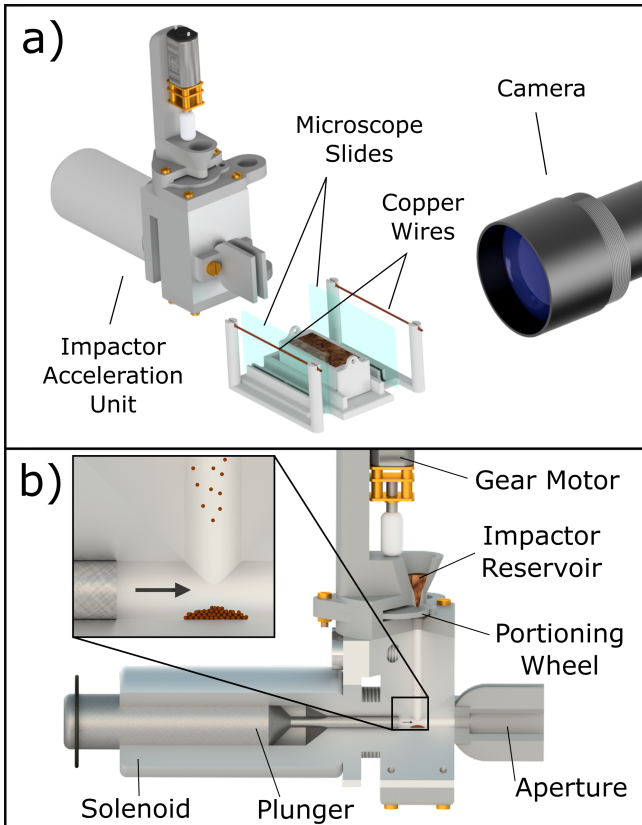 a)
Camera
Microscope
Slides
Copper
Wires
Impactor
Acceleration
Unit
b)
Gear Motor
Impactor
Reservoir
Portioning
Wheel
Aperture
Solenoid
Plunger